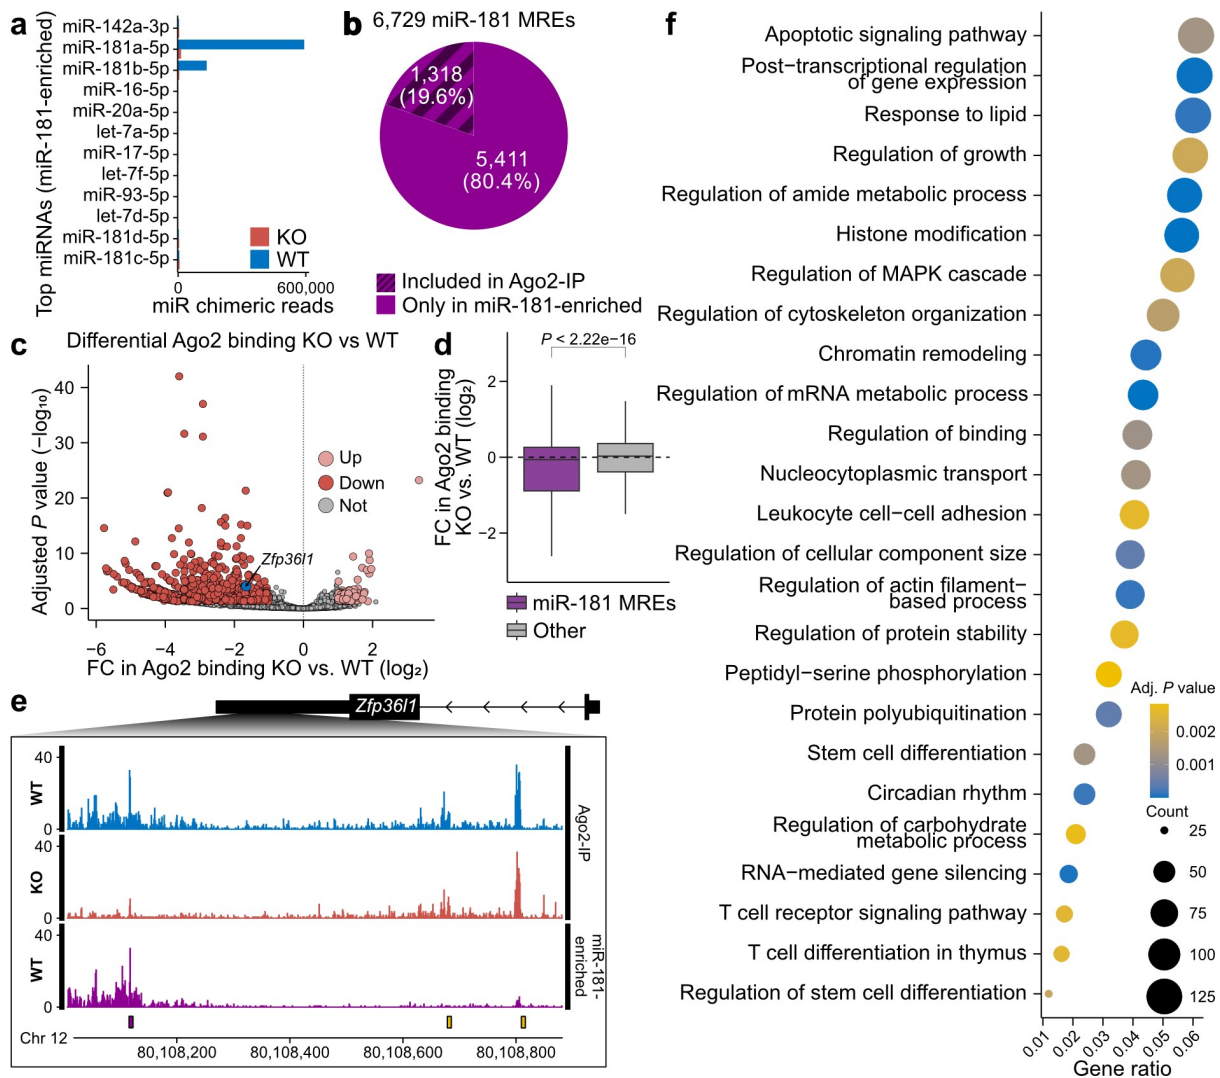 a
Top miRNAs (miR-181-enriched)
miR-142a-3p
miR-181a-5p
miR-181b-5p
miR-16-5p
miR-20a-5p
let-7a-5p
miR-17-5p
let-7f-5p
miR-93-5p
let-7d-5p
miR-181d-5p
miR-181c-5p
KO
WT
0
600,000
miR chimeric reads
b
6,729 miR-181 MREs
1,318
(19.6%)
5,411
(80.4%)
Included in Ago2-IP
Only in miR-181-enriched
c
Differential Ago2 binding KO vs WT
Adjusted P value (−log₁₀)
40
30
20
10
0
Up
Down
Not
Zfp36l1
−6
−4
−2
0
2
FC in Ago2 binding KO vs. WT (log₂)
d
P < 2.22e−16
FC in Ago2 binding
KO vs. WT (log₂)
2
0
−2
miR-181 MREs
Other
e
Zfp36l1
40
WT
0
Ago2-IP
40
KO
0
40
WT
0
miR-181-
enriched
Chr 12
80,108,200
80,108,400
80,108,600
80,108,800
f
Apoptotic signaling pathway
Post−transcriptional regulation
of gene expression
Response to lipid
Regulation of growth
Regulation of amide metabolic process
Histone modification
Regulation of MAPK cascade
Regulation of cytoskeleton organization
Chromatin remodeling
Regulation of mRNA metabolic process
Regulation of binding
Nucleocytoplasmic transport
Leukocyte cell−cell adhesion
Regulation of cellular component size
Regulation of actin filament−
based process
Regulation of protein stability
Peptidyl−serine phosphorylation
Protein polyubiquitination
Stem cell differentiation
Circadian rhythm
Regulation of carbohydrate
metabolic process
RNA−mediated gene silencing
T cell receptor signaling pathway
T cell differentiation in thymus
Regulation of stem cell differentiation
Adj. P value
0.002
0.001
Count
25
50
75
100
125
0.01
0.02
0.03
0.04
0.05
0.06
Gene ratio